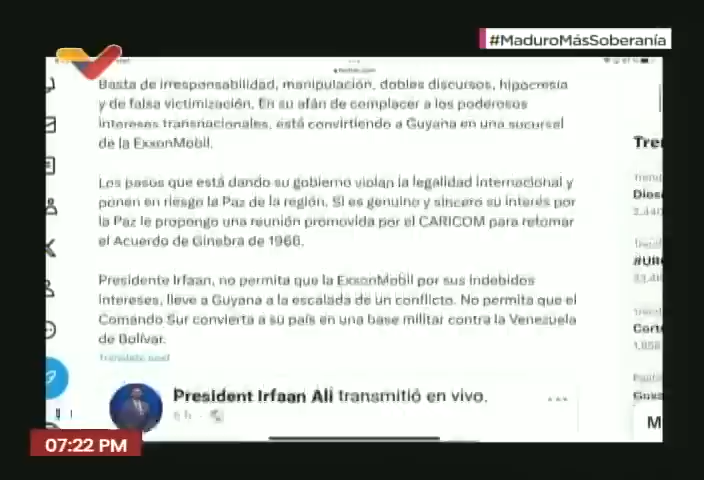 #MaduroMásSoberanía
Basta de irresponsabilidad, manipulación, dobles discursos, hipocresía
y de falsa victimización. En su afán de complacer a los poderosos
intereses transnacionales, está convirtiendo a Guyana en una sucursal
de la ExxonMobil.
Los pasos que está dando su gobierno violan la legalidad internacional y
ponen en riesgo la Paz de la región. Si es genuino y sincero su interés por
la Paz le propongo una reunión promovida por el CARICOM para retomar
el Acuerdo de Ginebra de 1966.
Presidente Irfaan, no permita que la ExxonMobil por sus indebidos
intereses, lleve a Guyana a la escalada de un conflicto. No permita que el
Comando Sur convierta a su país en una base militar contra la Venezuela
de Bolívar.
Translate post
President Irfaan Ali transmitió en vivo.
6 h
Tre
M
07:22 PM